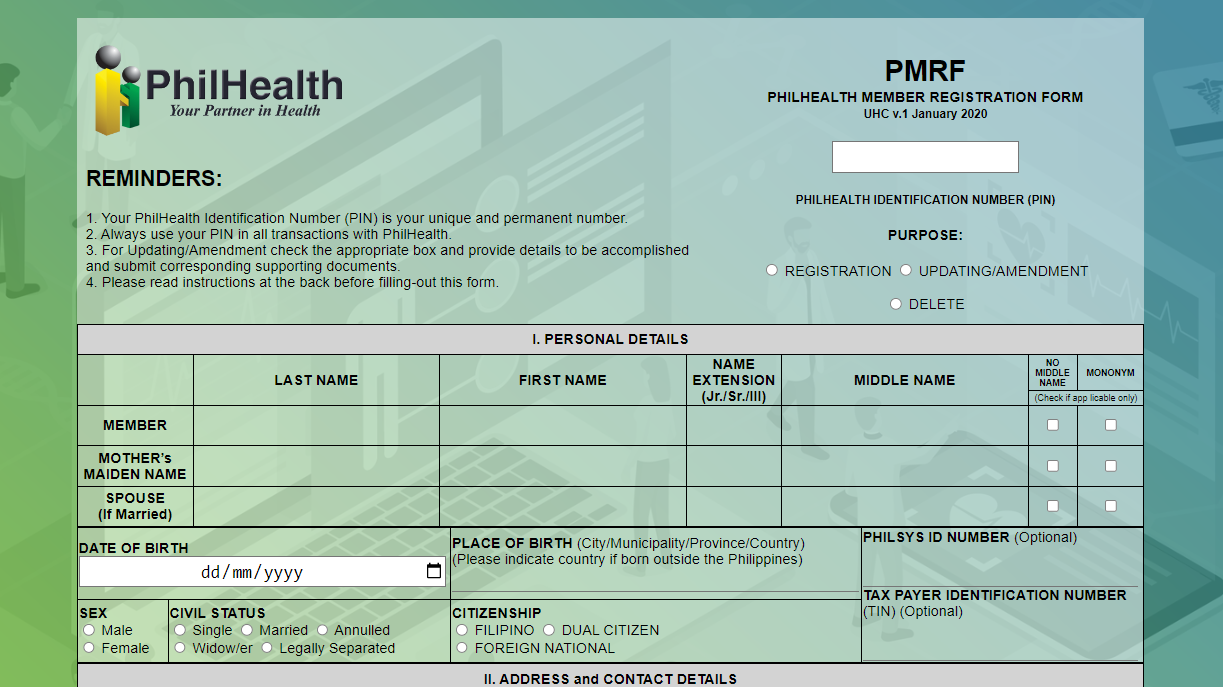 PhilHealth
Your Partner in Health
PMRF
PHILHEALTH MEMBER REGISTRATION FORM
UHC v.1 January 2020
REMINDERS:
1. Your PhilHealth Identification Number (PIN) is your unique and permanent number.
2. Always use your PIN in all transactions with PhilHealth.
3. For Updating/Amendment check the appropriate box and provide details to be accomplished
and submit corresponding supporting documents.
4. Please read instructions at the back before filling-out this form.
PHILHEALTH IDENTIFICATION NUMBER (PIN)
PURPOSE:
REGISTRATION UPDATING/AMENDMENT
DELETE
I. PERSONAL DETAILS
LAST NAME
FIRST NAME
NAME
EXTENSION
(Jr./Sr./III)
MIDDLE NAME
NO
MIDDLE
NAME
MONONYM
(Check if app licable only)
MEMBER
MOTHER's
MAIDEN NAME
SPOUSE
(If Married)
DATE OF BIRTH
dd/mm/yyyy
PLACE OF BIRTH (City/Municipality/Province/Country)
(Please indicate country if born outside the Philippines)
PHILSYS ID NUMBER (Optional)
TAX PAYER IDENTIFICATION NUMBER
(TIN) (Optional)
SEX
Male
Female
CIVIL STATUS
Single Married Annulled
Widow/er Legally Separated
CITIZENSHIP
FILIPINO DUAL CITIZEN
FOREIGN NATIONAL
II. ADDRESS and CONTACT DETAILS